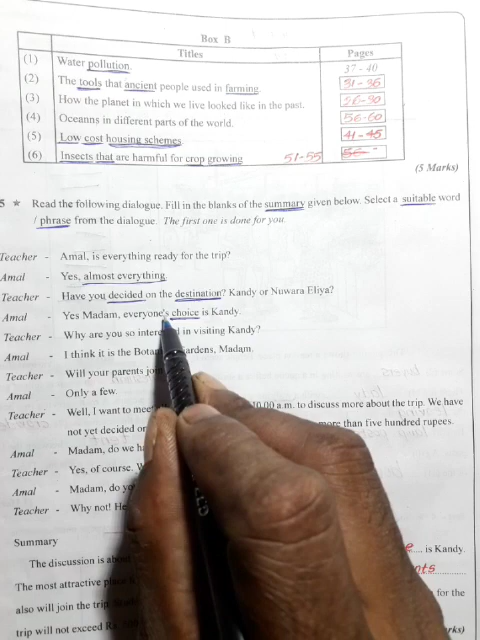 Box B
Titles Pages
(1) Water pollution. 37 - 40
(2) The tools that ancient people used in farming. 31 - 36
(3) How the planet in which we live looked like in the past. 26-30
(4) Oceanns in different parts of the world. 56-60
(5) Low cost housing schemes. 41 - 45
(6) Insects that are harmful for crop growing 51-55 56 -
(5 Marks)
5 * Read the following dialogue. Fill in the blanks of the summary given below. Select a suitable word
/ phrase from the dialogue. The first one is done for you.
Teacher - Amal, is everything ready for the trip?
Amal - Yes, almost everything.
Teacher - Have you decided on the destination? Kandy or Nuwara Eliya?
Amal - Yes Madam, everyone's choice is Kandy.
Teacher - Why are you so in visiting Kandy?
Amal - I think it is the Gardens, Madam.
Teacher - Will your parents
Amal - Only a few.
Teacher - Well, I want to meet 10.00 a.m. to discuss more about the trip. We have
not yet decided more than five hundred rupees.
Amal - Madam, do we
Teacher - Yes, of course.
Amal - Madam, do
Teacher - Why not!
Summary
The discussion is is Kandy.
The most attractive
also will join the trip. for the
trip will not exceed